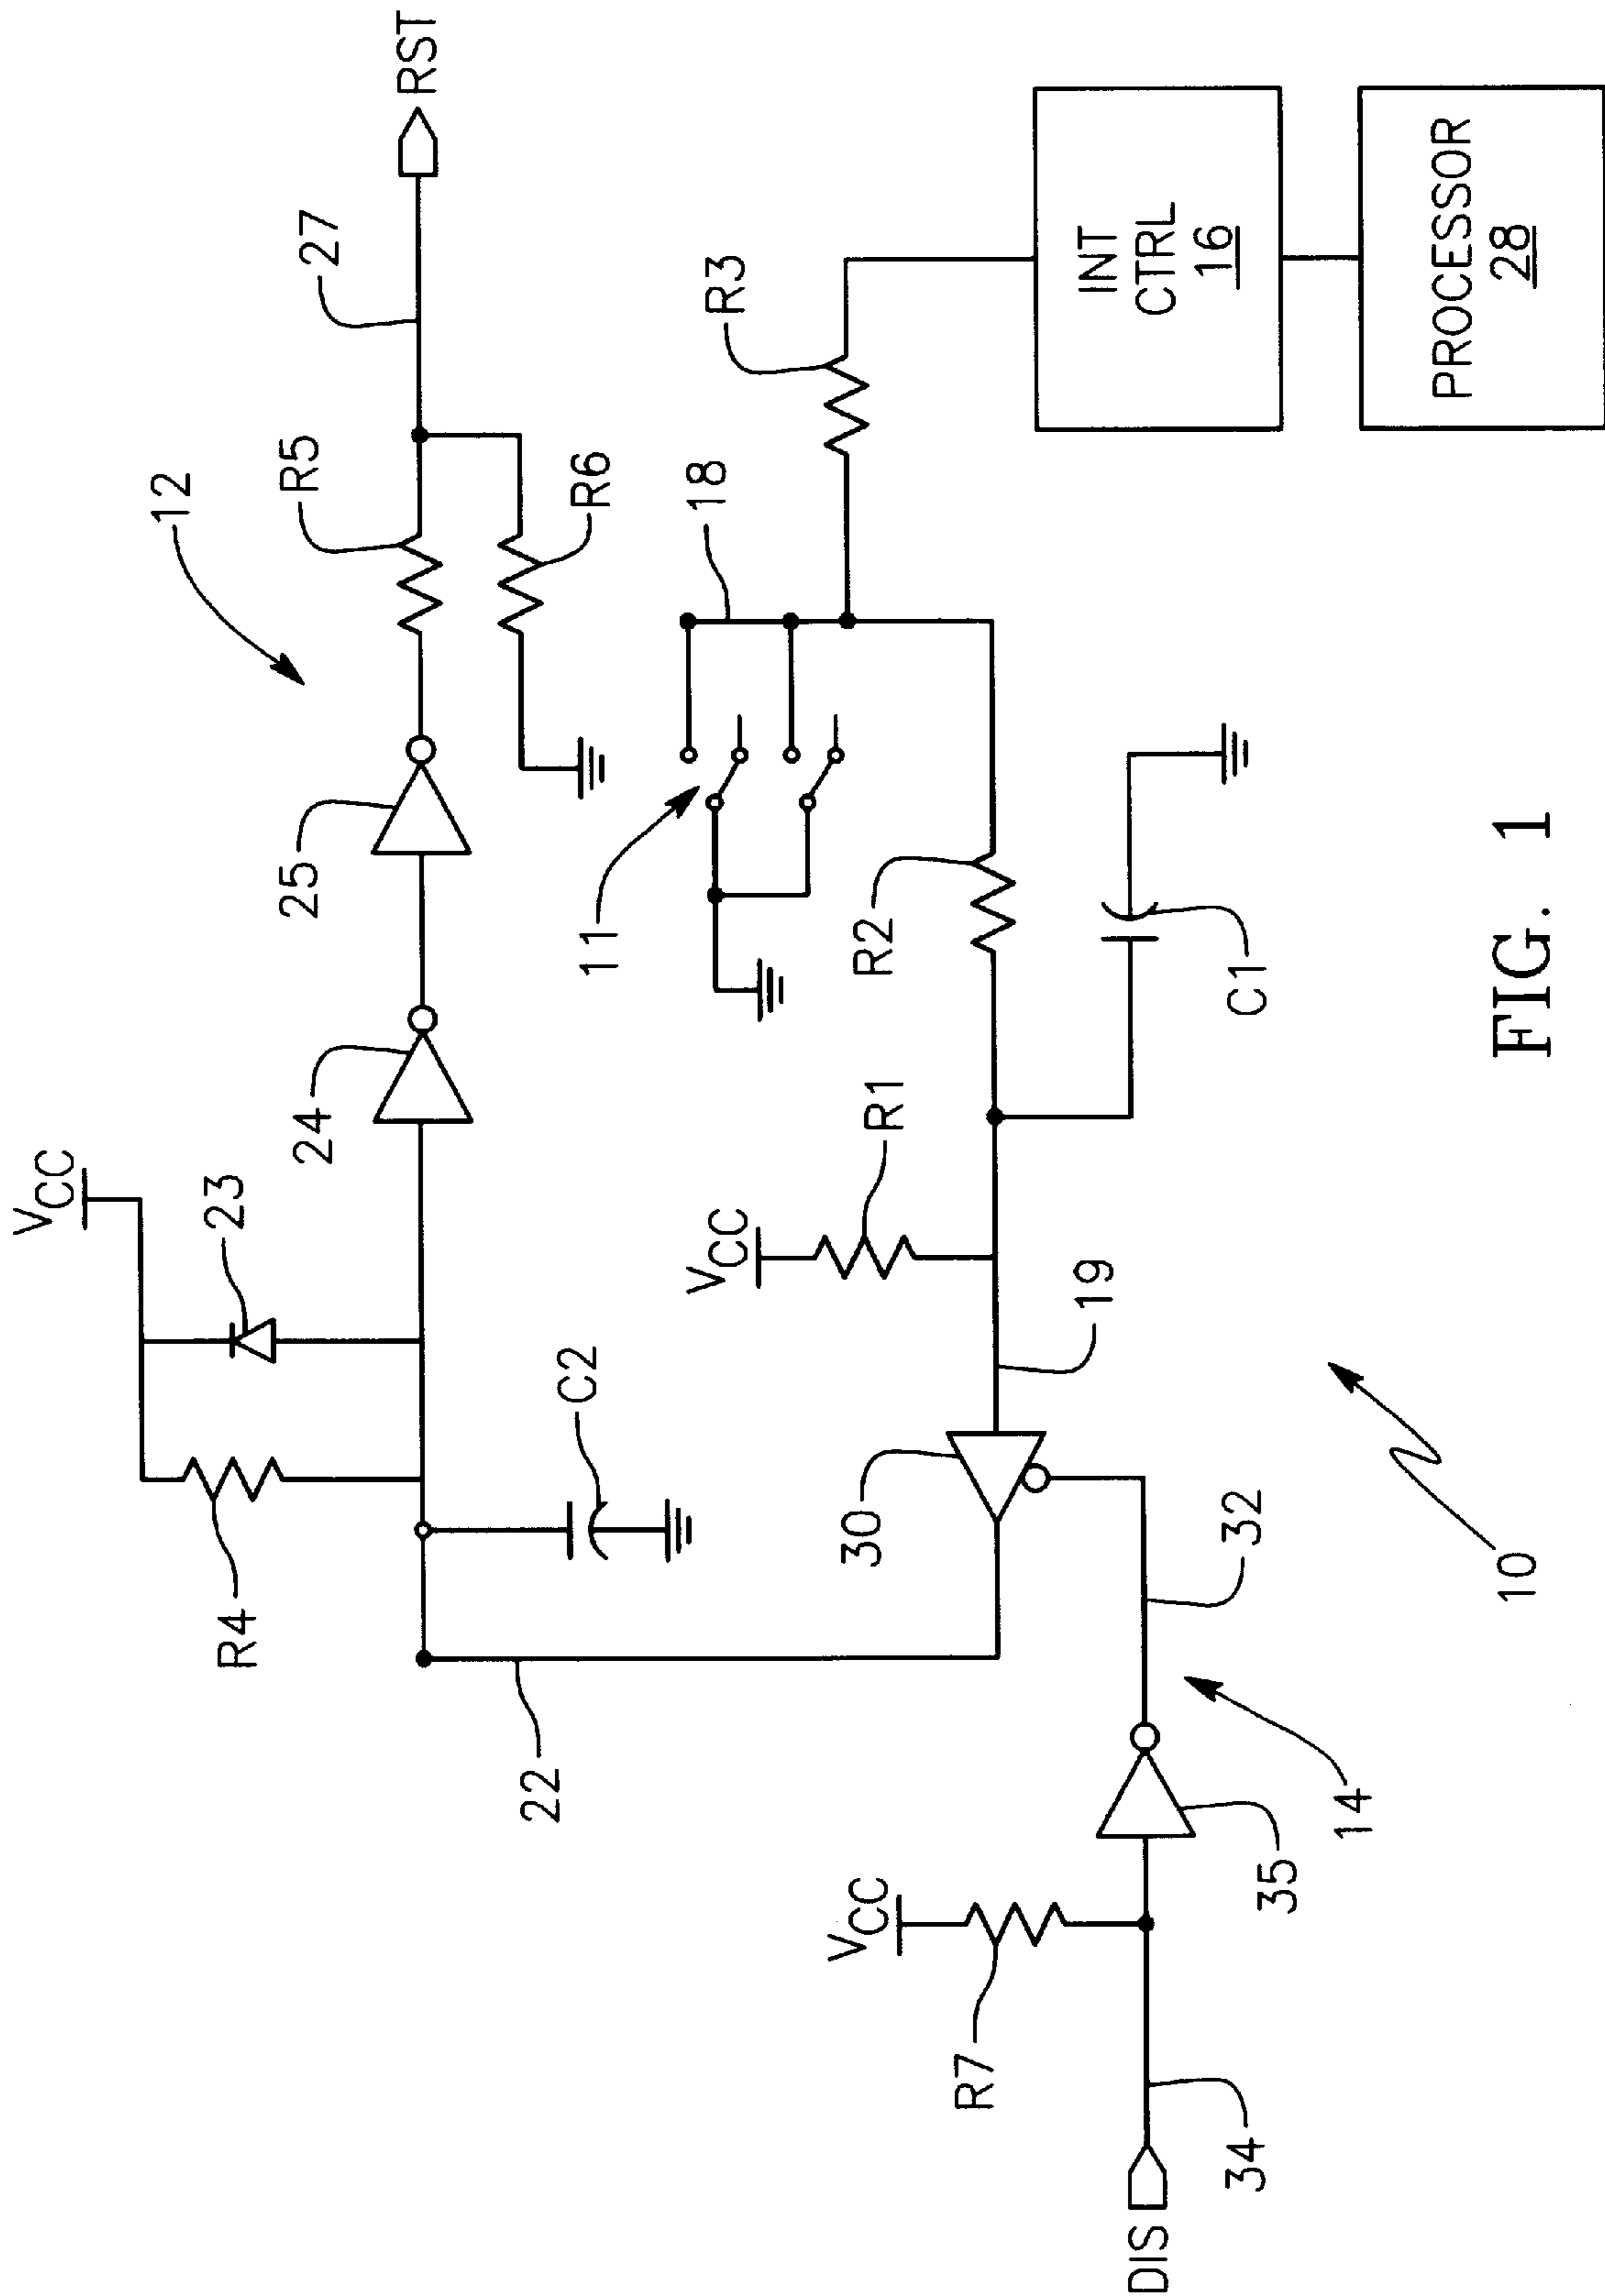 RST
27
12
R5
R6
25
24
VCC
23
R4
C2
22
11
18
R3
INT
CTRL
16
PROCESSOR
28
R2
C1
VCC
R1
19
30
32
14
35
VCC
R7
34
DIS
10
FIG. 1